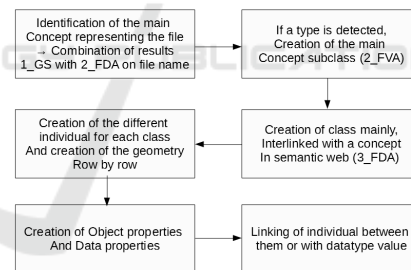 Identification of the main
Concept representing the file
→ Combination of results
1_GS with 2_FDA on file name
If a type is detected,
Creation of the main
Concept subclass (2_FVA)
Creation of class mainly,
Interlinked with a concept
In semantic web (3_FDA)
Creation of the different
individual for each class
And creation of the geometry
Row by row
Creation of Object properties
And Data properties
Linking of individual between
them or with datatype value